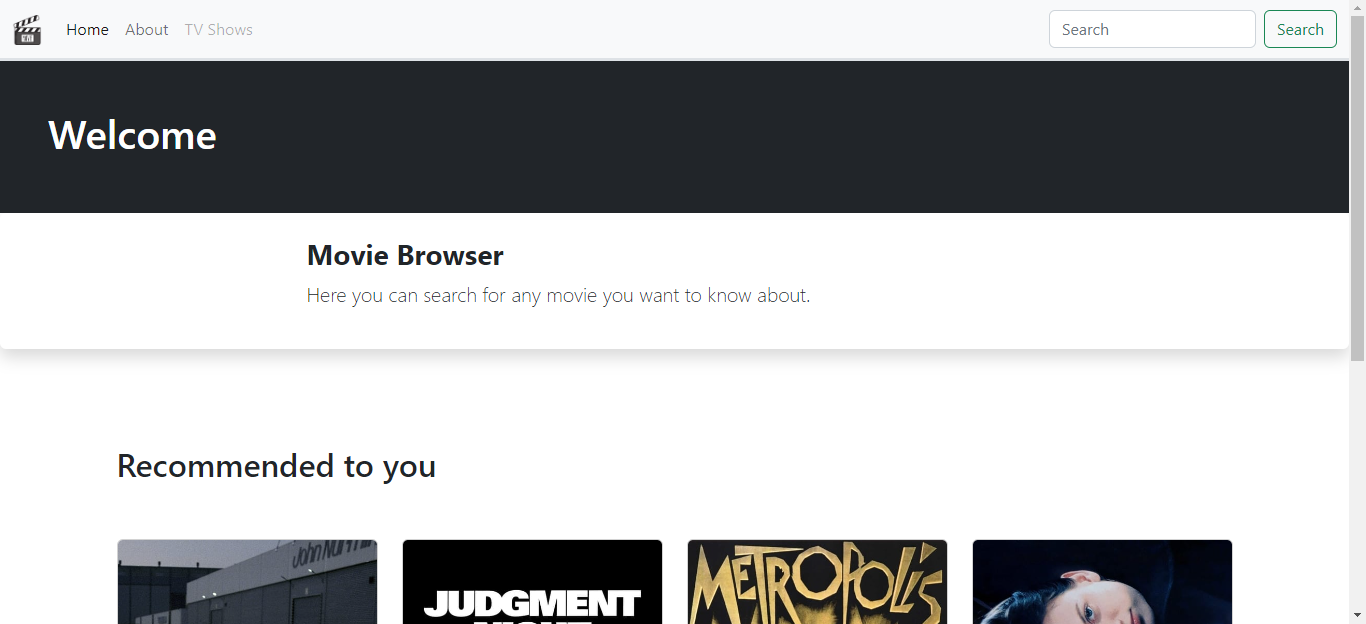 Home About TV Shows Search Search
Welcome
Movie Browser
Here you can search for any movie you want to know about.
Recommended to you
JUDGMENT
METROPOLIS